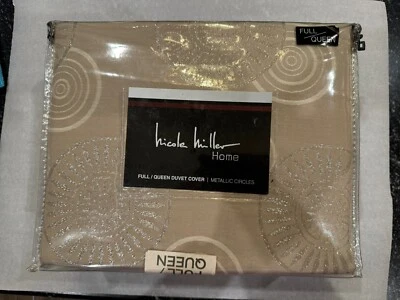 FULL
QUEEN
nicole miller
Home
FULL / QUEEN DUVET COVER | METALLIC CIRCLES
FULL/
QUEEN